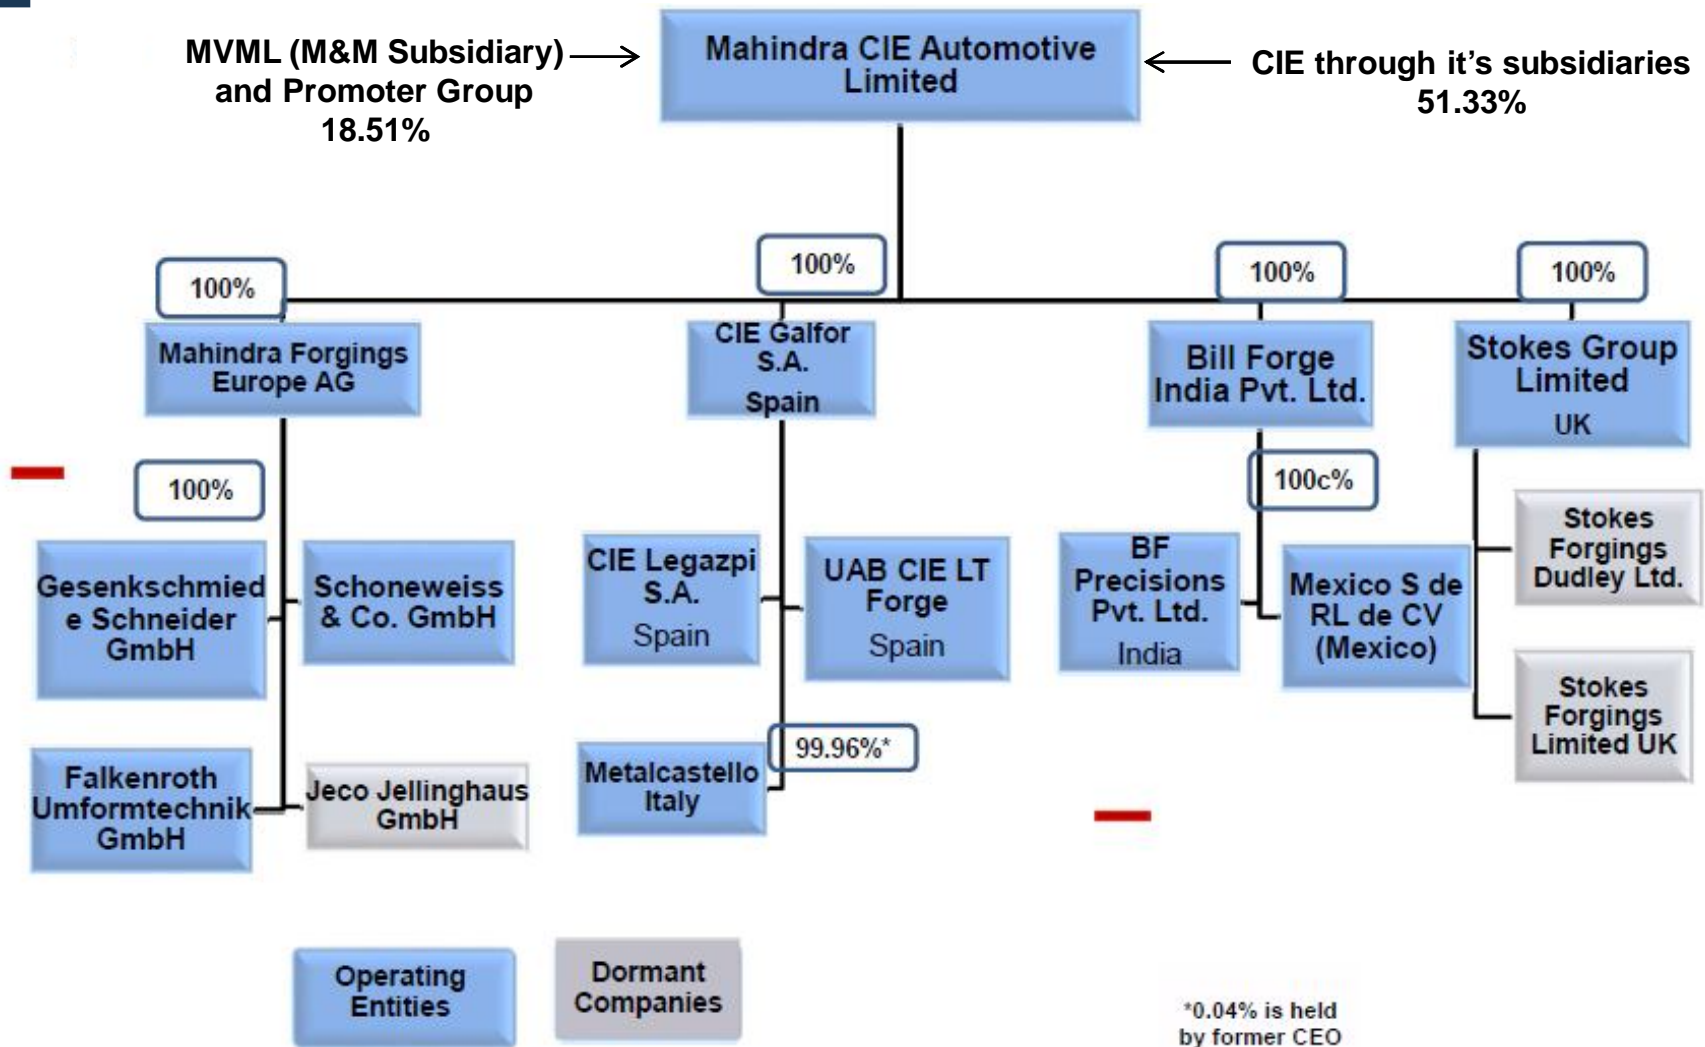 MVML (M&M Subsidiary)
and Promoter Group
18.51%
Mahindra CIE Automotive
Limited
CIE through it's subsidiaries
51.33%
100%
100%
100%
100%
Mahindra Forgings
Europe AG
CIE Galfor
S.A.
Spain
Bill Forge
India Pvt. Ltd.
Stokes Group
Limited
UK
100%
100c%
Gesenkschmied
e Schneider
GmbH
Schoneweiss
& Co. GmbH
CIE Legazpi
S.A.
Spain
UAB CIE LT
Forge
Spain
BF
Precisions
Pvt. Ltd.
India
Mexico S de
RL de CV
(Mexico)
Stokes
Forgings
Dudley Ltd.
Stokes
Forgings
Limited UK
Falkenroth
Umformtechnik
GmbH
Jeco Jellinghaus
GmbH
Metalcastello
Italy
99.96%*
Operating
Entities
Dormant
Companies
*0.04% is held
by former CEO